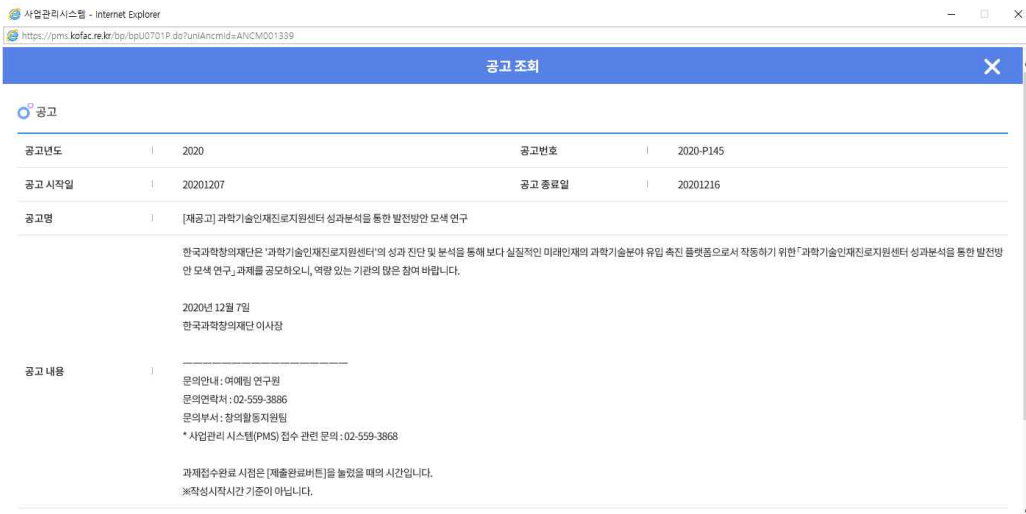 사업관리시스템 - Internet Explorer
https://pms.kofac.re.kr/bp/bpU0701P.do?uniAncmId=ANCM001339
공고 조회
공고
공고년도 2020 공고번호 2020-P145
공고 시작일 20201207 공고 종료일 20201216
공고명 [재공고] 과학기술인재진로지원센터 성과분석을 통한 발전방안 모색 연구
한국과학창의재단은 '과학기술인재진로지원센터'의 성과 진단 및 분석을 통해 보다 실질적인 미래인재의 과학기술분야 유입 촉진 플랫폼으로서 작동하기 위한 「과학기술인재진로지원센터 성과분석을 통한 발전방
안 모색 연구」 과제를 공모하오니, 역량 있는 기관의 많은 참여 바랍니다.
2020년 12월 7일
한국과학창의재단 이사장
공고 내용
―――――――――――――――――
문의안내 : 여예림 연구원
문의연락처 : 02-559-3886
문의부서 : 창의활동지원팀
* 사업관리 시스템(PMS) 접수 관련 문의 : 02-559-3868
과제접수완료 시점은 [제출완료버튼]을 눌렀을 때의 시간입니다.
※작성시작시간 기준이 아닙니다.